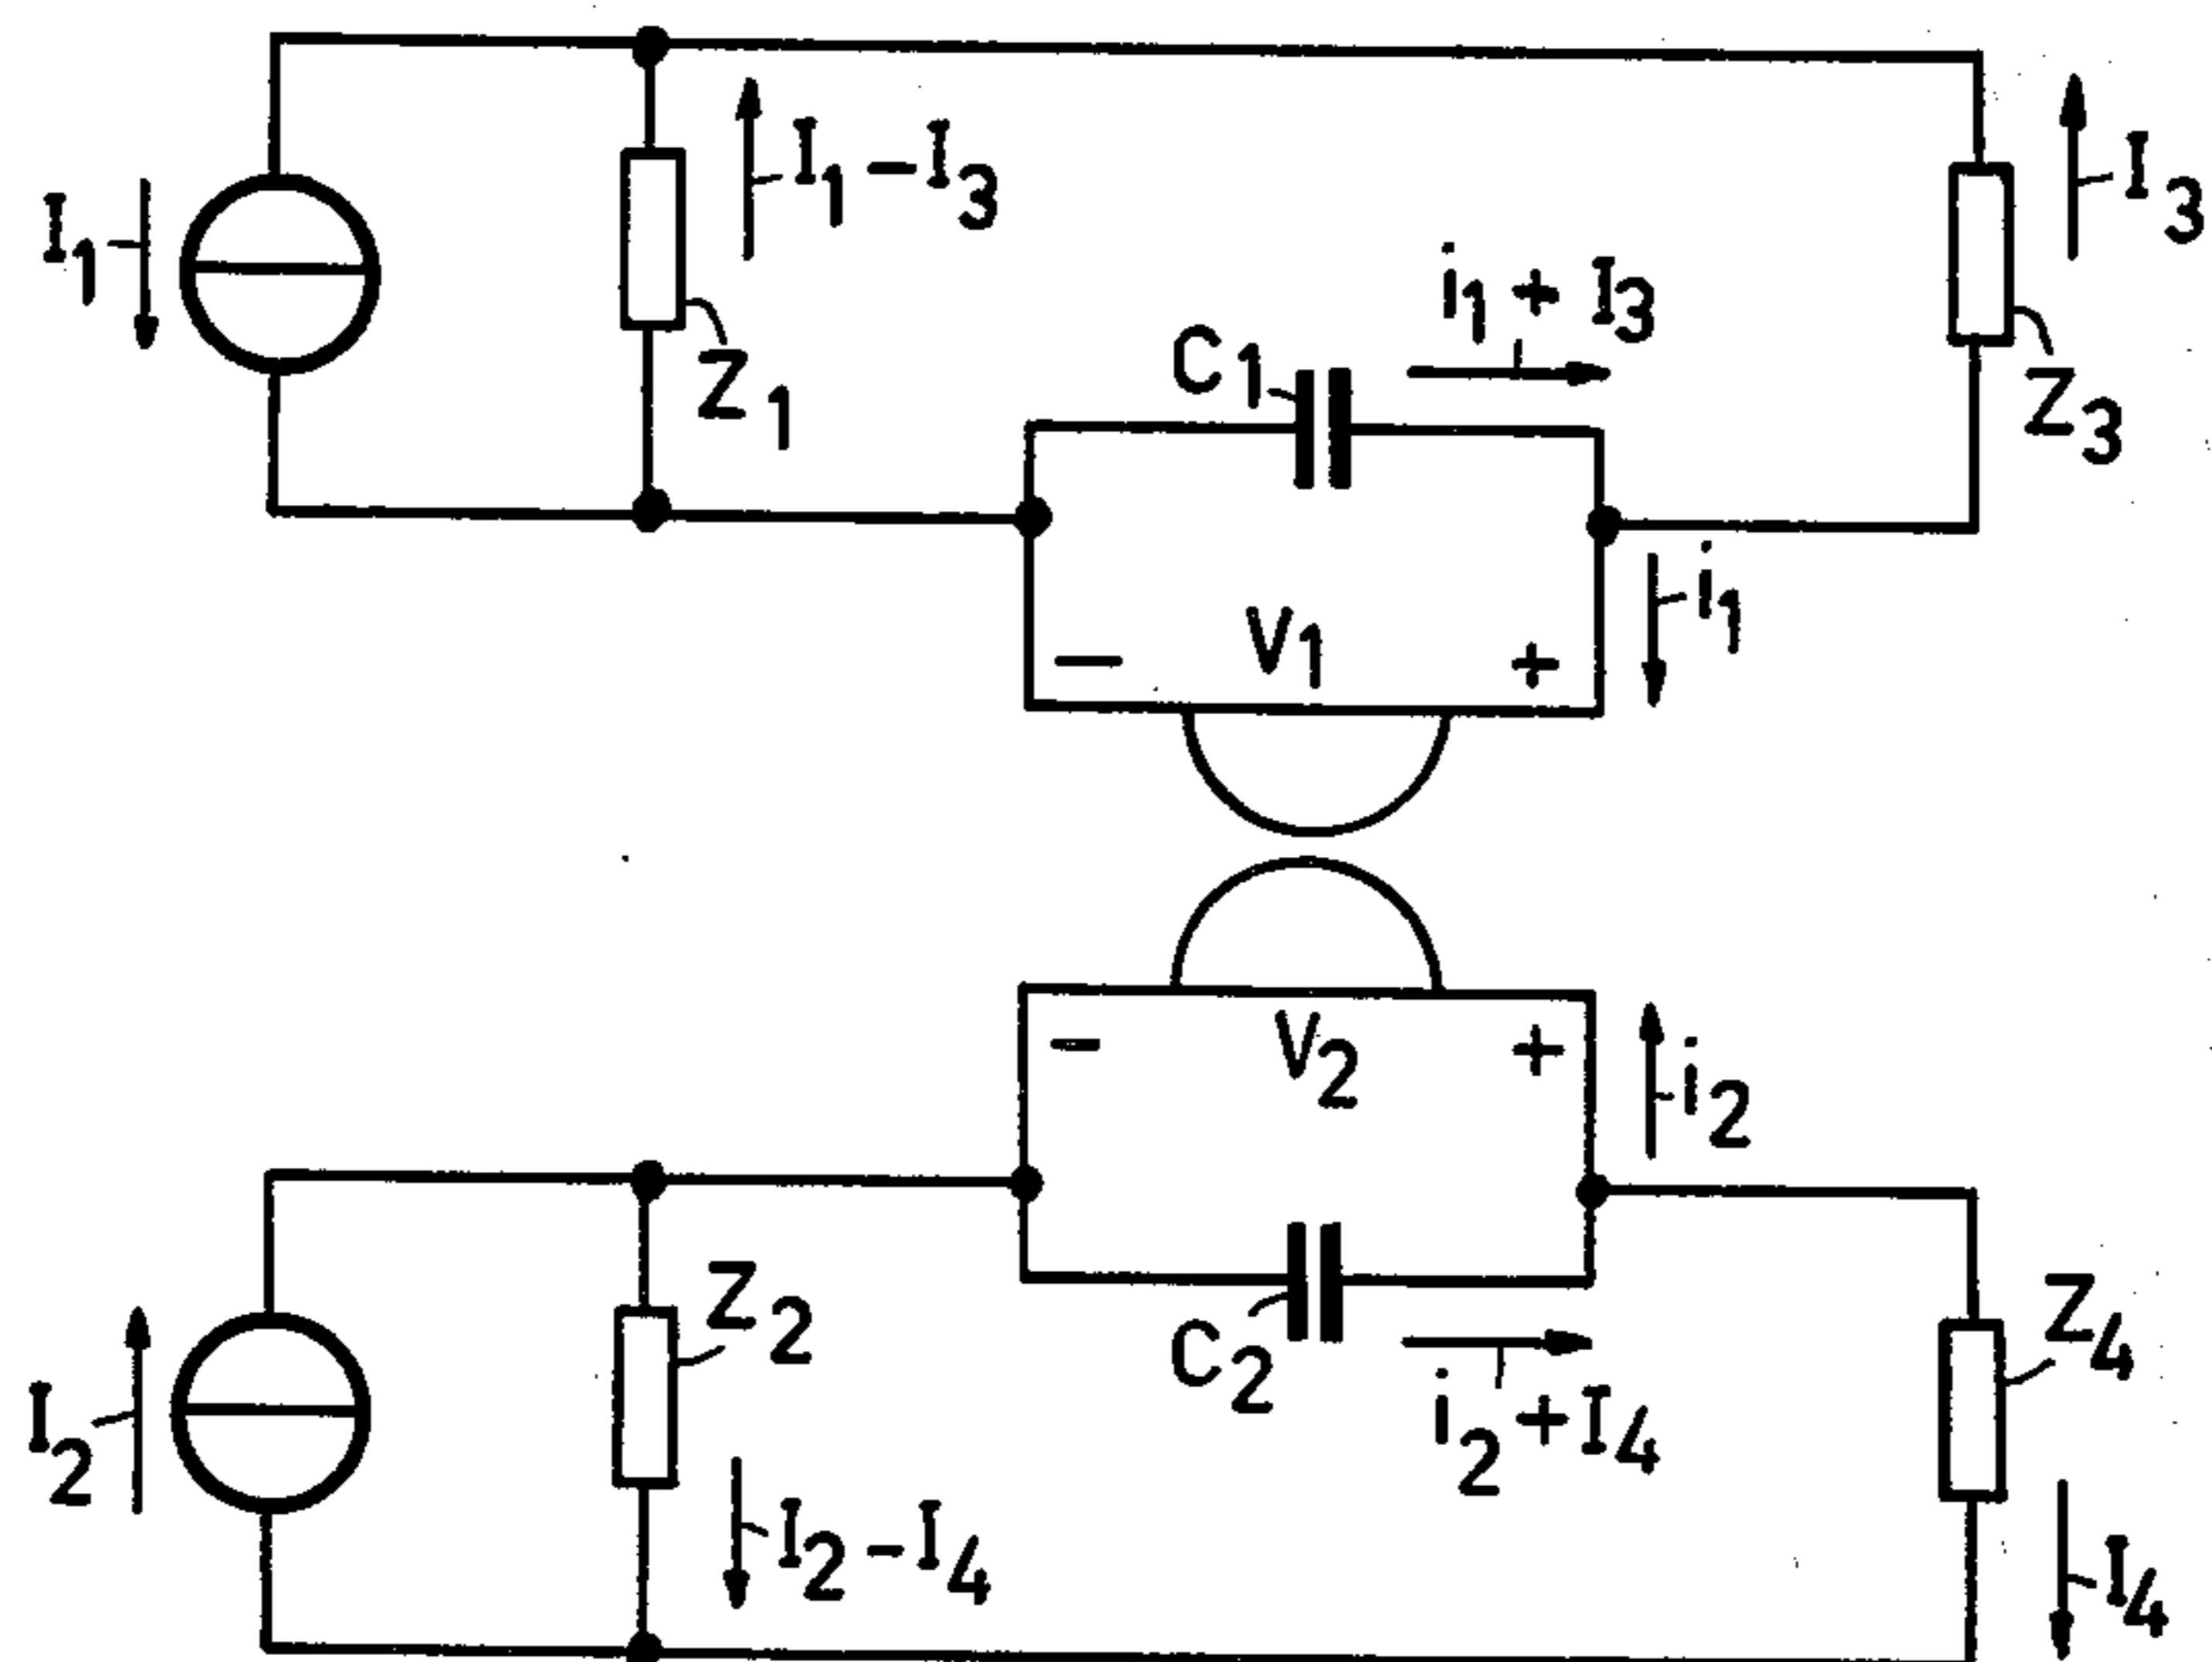 I1
I1 – I3
I3
Z1
C1
i1 + I3
Z3
i1
– V1 +
– V2 +
i2
Z2
C2
i2 + I4
Z4
I2
I2 – I4
I4